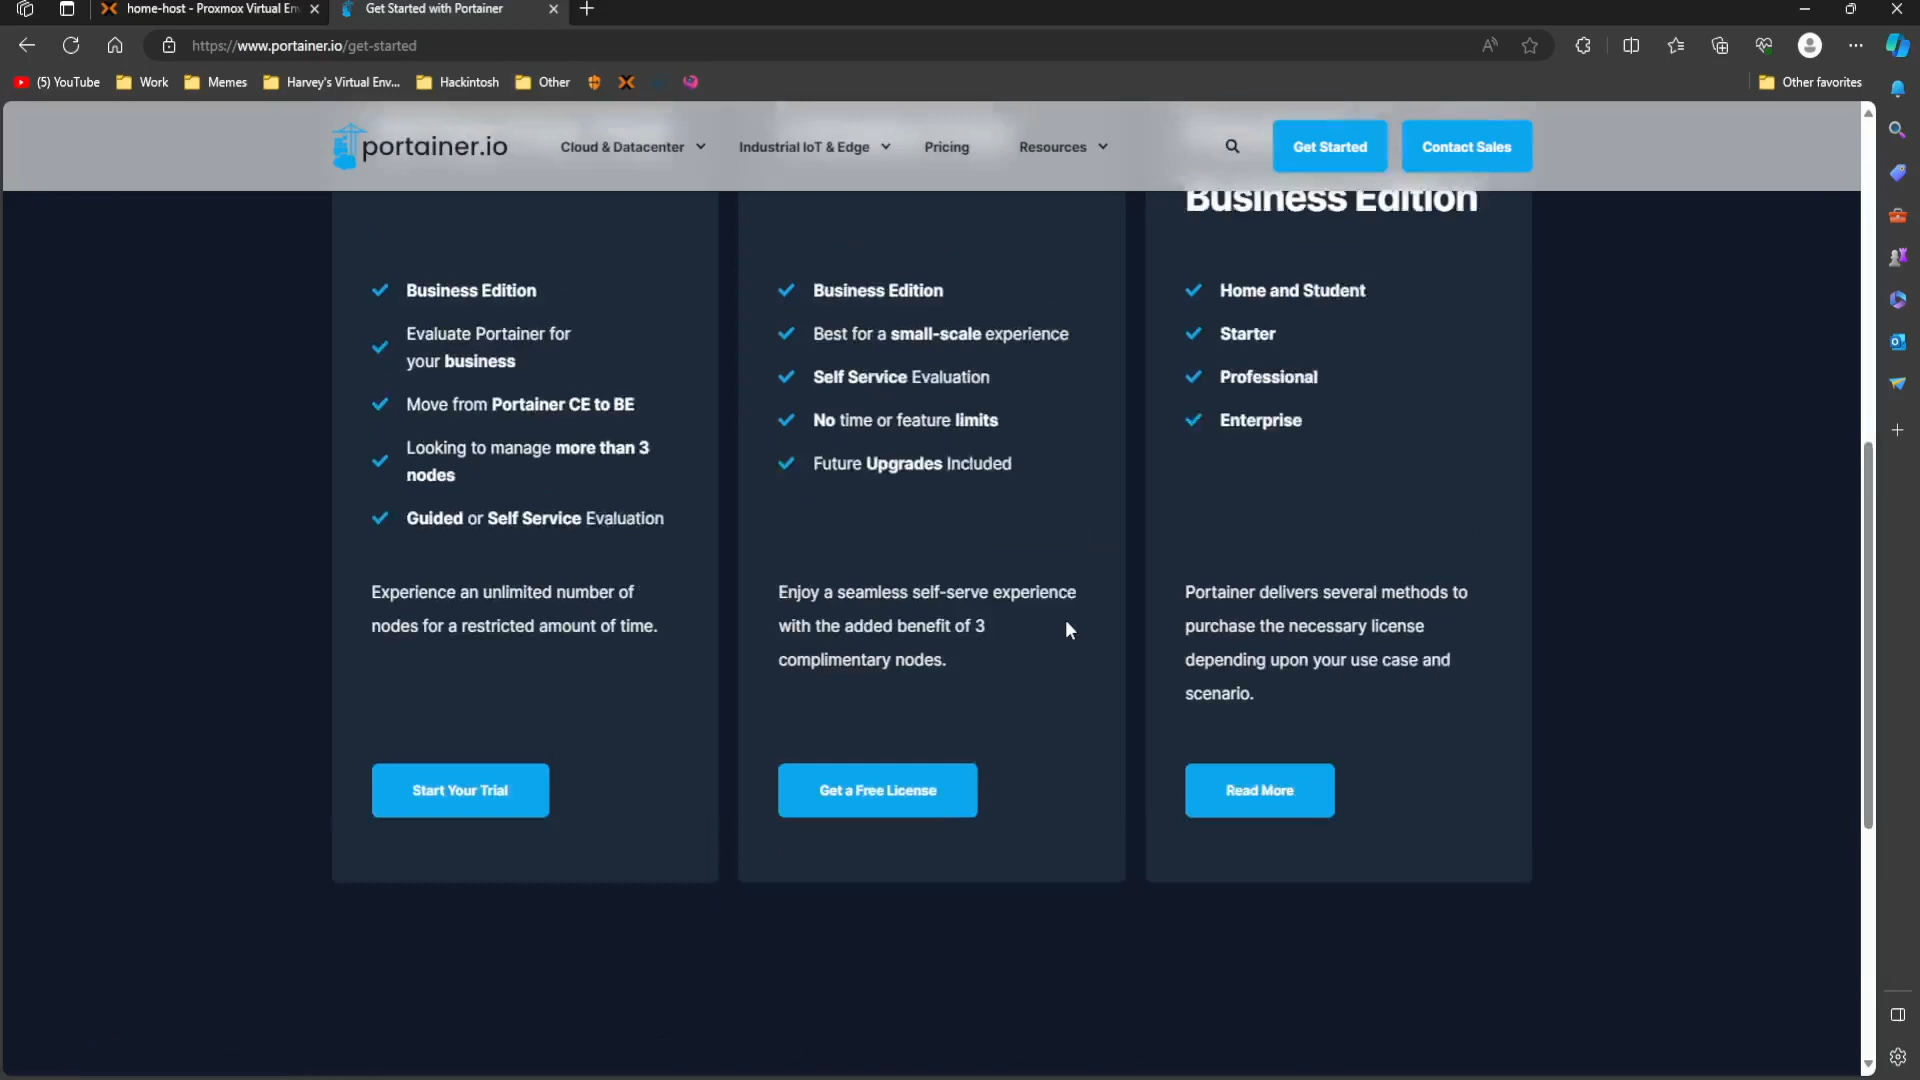 home-host - Proxmox Virtual En
Get Started with Portainer
https://www.portainer.io/get-started
(5) YouTube
Work
Memes
Harvey's Virtual Env...
Hackintosh
Other
Other favorites
portainer.io
Cloud & Datacenter
Industrial IoT & Edge
Pricing
Resources
Get Started
Contact Sales
Business Edition
Evaluate Portainer for
your business
Move from Portainer CE to BE
Looking to manage more than 3
nodes
Guided or Self Service Evaluation
Experience an unlimited number of
nodes for a restricted amount of time.
Start Your Trial
Business Edition
Best for a small-scale experience
Self Service Evaluation
No time or feature limits
Future Upgrades Included
Enjoy a seamless self-serve experience
with the added benefit of 3
complimentary nodes.
Get a Free License
Business Edition
Home and Student
Starter
Professional
Enterprise
Portainer delivers several methods to
purchase the necessary license
depending upon your use case and
scenario.
Read More